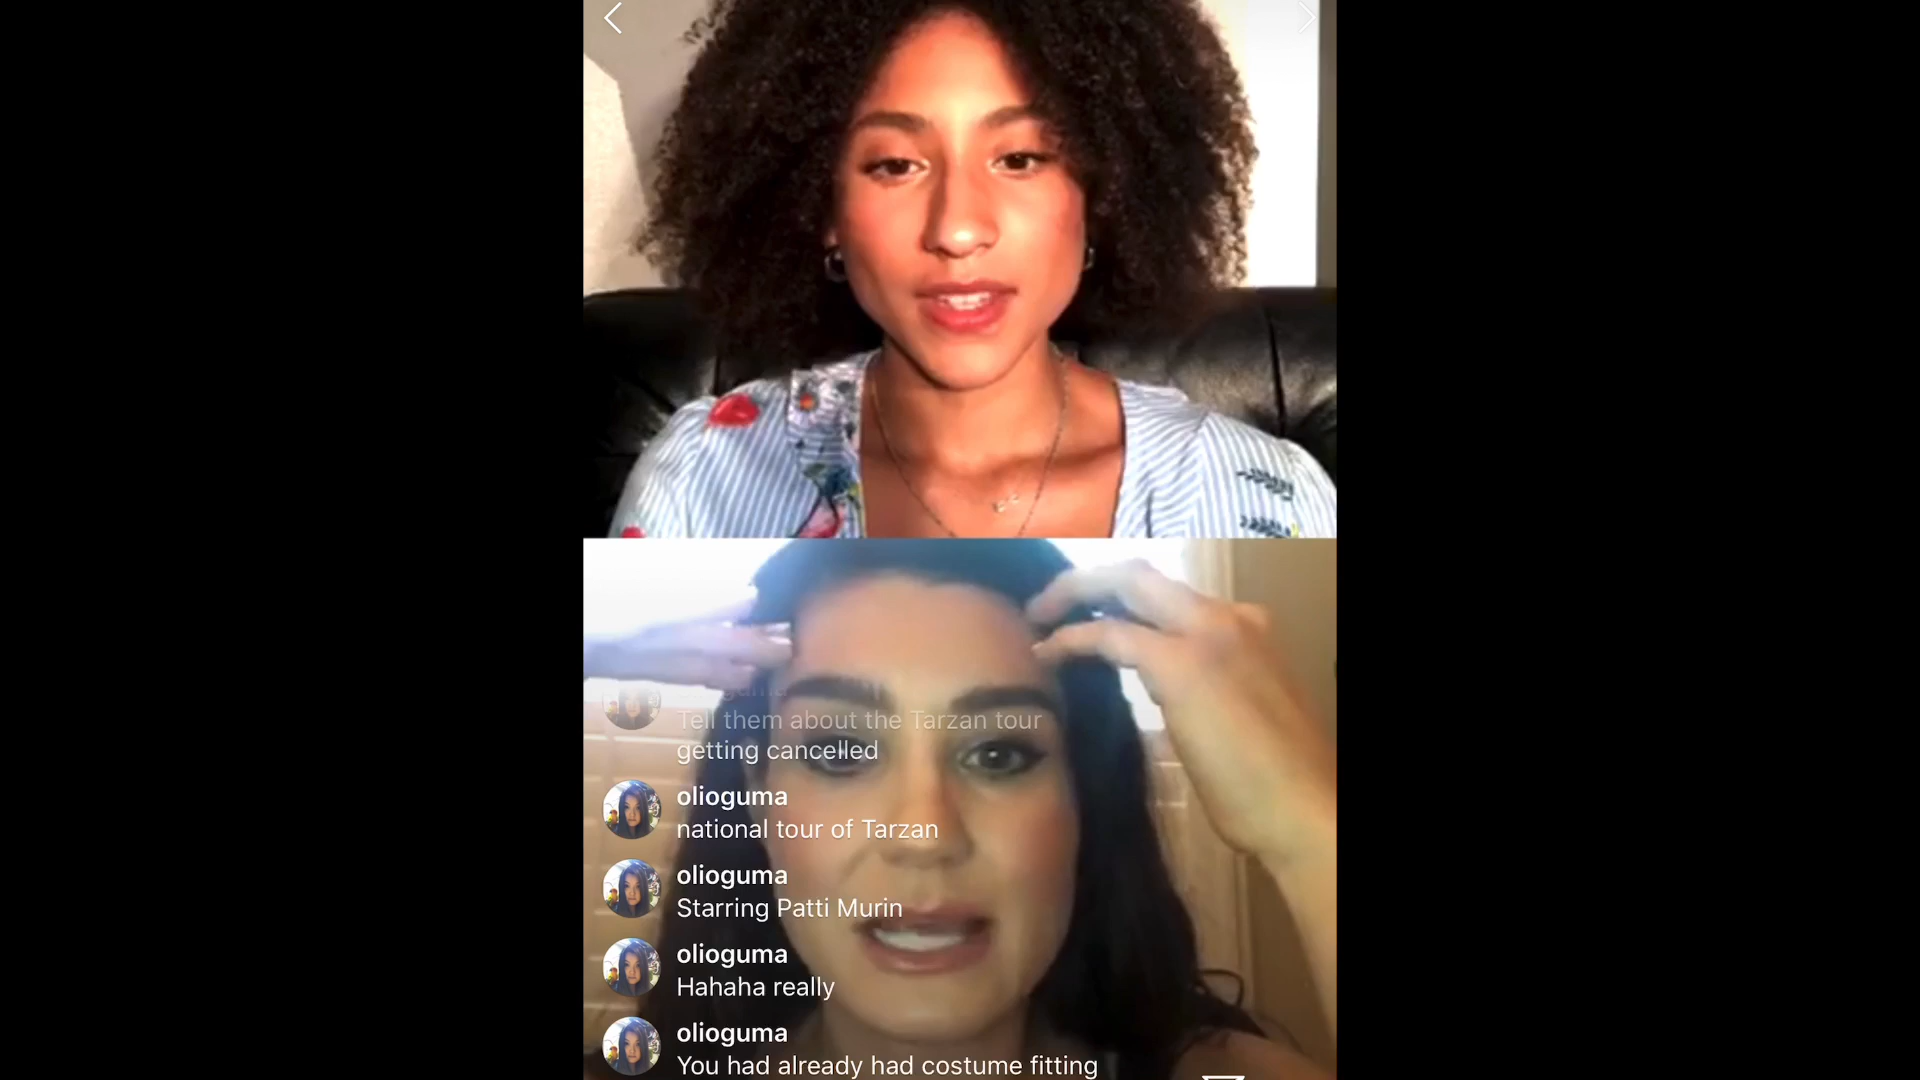 Tell them about the Tarzan tour
getting cancelled
olioguma
national tour of Tarzan
olioguma
Starring Patti Murin
olioguma
Hahaha really
olioguma
You had already had costume fitting